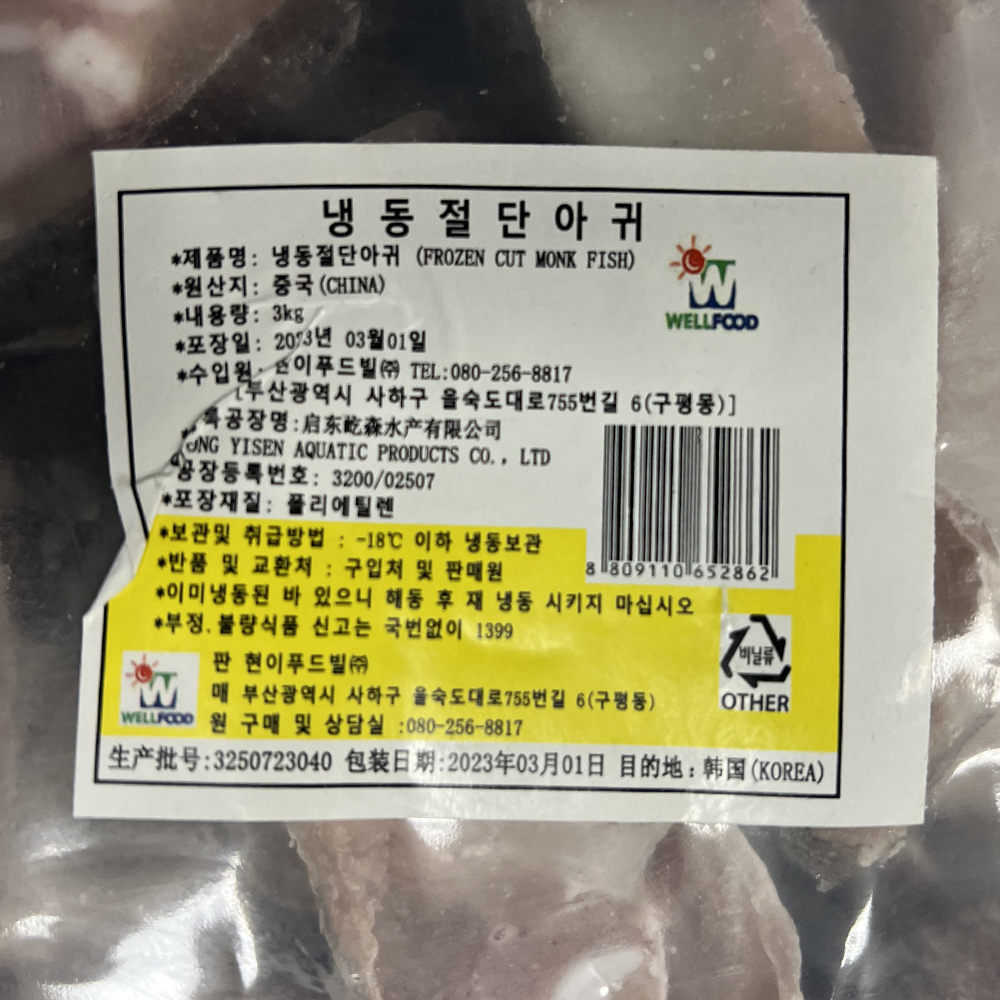 냉동절단아귀
*제품명: 냉동절단아귀 (FROZEN CUT MONK FISH)
*원산지: 중국(CHINA)
*내용량: 3kg
*포장일: 2023년 03월01일
*수입원: 현이푸드빌㈜ TEL:080-256-8817
[부산광역시 사하구 을숙도대로755번길 6(구평동)]
록공장명:启东屹森水产有限公司
ONG YISEN AQUATIC PRODUCTS CO., LTD
공장등록번호: 3200/02507
*포장재질: 폴리에틸렌
WELLFOOD
8 809110 652862
*보관및 취급방법 : -18℃ 이하 냉동보관
*반품 및 교환처 : 구입처 및 판매원
*이미냉동된 바 있으니 해동 후 재 냉동 시키지 마십시오
*부정.불량식품 신고는 국번없이 1399
비닐류
OTHER
WELLFOOD
판 현이푸드빌㈜
매 부산광역시 사하구 을숙도대로755번길 6(구평동)
원 구매 및 상담실 :080-256-8817
生产批号:3250723040 包装日期:2023年03月01日 目的地:韩国(KOREA)